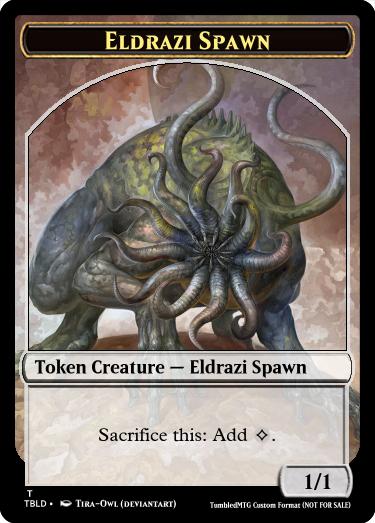 Eldrazi Spawn
Token Creature — Eldrazi Spawn
Sacrifice this: Add ⟡.
1/1
T
TBLD • Tira-Owl (deviantart)
TumbledMTG Custom Format (NOT FOR SALE)